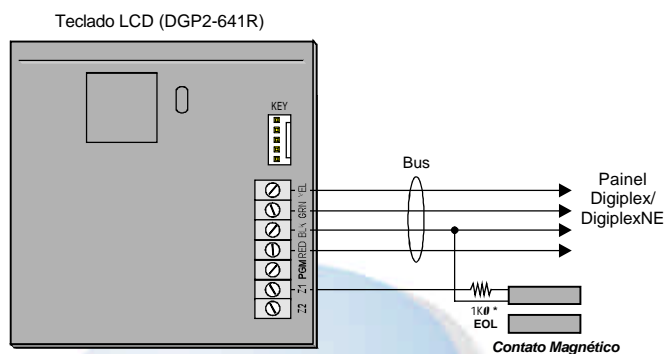 Teclado LCD (DGP2-641R)
KEY
Bus
YEL
GRN
BLK
RED
PGM
Z1
Z2
Painel
Digiplex/
DigiplexNE
1KΩ *
EOL
Contato Magnético